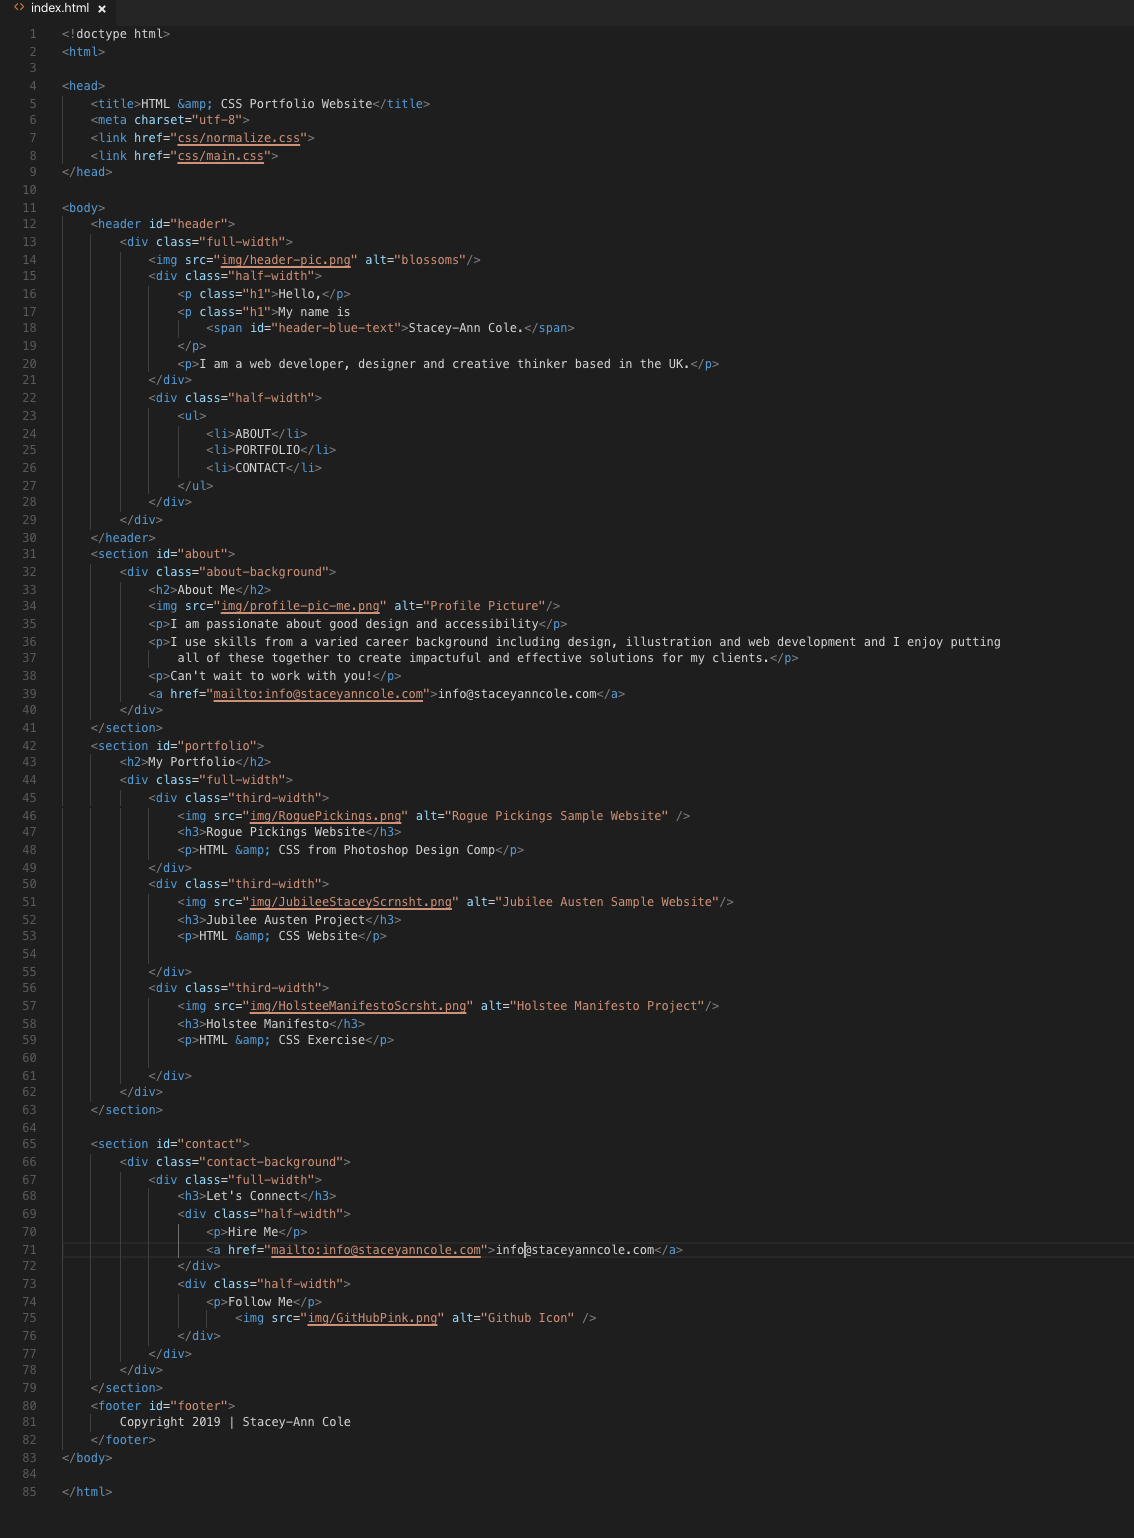 <> index.html ×
1 <!doctype html>
2 <html>
3
4 <head>
5     <title>HTML &amp; CSS Portfolio Website</title>
6     <meta charset="utf-8">
7     <link href="css/normalize.css">
8     <link href="css/main.css">
9 </head>
10
11 <body>
12     <header id="header">
13         <div class="full-width">
14             <img src="img/header-pic.png" alt="blossoms"/>
15             <div class="half-width">
16                 <p class="h1">Hello,</p>
17                 <p class="h1">My name is
18                     <span id="header-blue-text">Stacey-Ann Cole.</span>
19                 </p>
20                 <p>I am a web developer, designer and creative thinker based in the UK.</p>
21             </div>
22             <div class="half-width">
23                 <ul>
24                     <li>ABOUT</li>
25                     <li>PORTFOLIO</li>
26                     <li>CONTACT</li>
27                 </ul>
28             </div>
29         </div>
30     </header>
31     <section id="about">
32         <div class="about-background">
33             <h2>About Me</h2>
34             <img src="img/profile-pic-me.png" alt="Profile Picture"/>
35             <p>I am passionate about good design and accessibility</p>
36             <p>I use skills from a varied career background including design, illustration and web development and I enjoy putting
37                 all of these together to create impactuful and effective solutions for my clients.</p>
38             <p>Can't wait to work with you!</p>
39             <a href="mailto:info@staceyanncole.com">info@staceyanncole.com</a>
40         </div>
41     </section>
42     <section id="portfolio">
43         <h2>My Portfolio</h2>
44         <div class="full-width">
45             <div class="third-width">
46                 <img src="img/RoguePickings.png" alt="Rogue Pickings Sample Website" />
47                 <h3>Rogue Pickings Website</h3>
48                 <p>HTML &amp; CSS from Photoshop Design Comp</p>
49             </div>
50             <div class="third-width">
51                 <img src="img/JubileeStaceyScrnsht.png" alt="Jubilee Austen Sample Website"/>
52                 <h3>Jubilee Austen Project</h3>
53                 <p>HTML &amp; CSS Website</p>
54
55             </div>
56             <div class="third-width">
57                 <img src="img/HolsteeManifestoScrsht.png" alt="Holstee Manifesto Project"/>
58                 <h3>Holstee Manifesto</h3>
59                 <p>HTML &amp; CSS Exercise</p>
60
61             </div>
62         </div>
63     </section>
64
65     <section id="contact">
66         <div class="contact-background">
67             <div class="full-width">
68                 <h3>Let's Connect</h3>
69                 <div class="half-width">
70                     <p>Hire Me</p>
71                     <a href="mailto:info@staceyanncole.com">info@staceyanncole.com</a>
72                 </div>
73                 <div class="half-width">
74                     <p>Follow Me</p>
75                         <img src="img/GitHubPink.png" alt="Github Icon" />
76                 </div>
77             </div>
78         </div>
79     </section>
80     <footer id="footer">
81         Copyright 2019 | Stacey-Ann Cole
82     </footer>
83 </body>
84
85 </html>